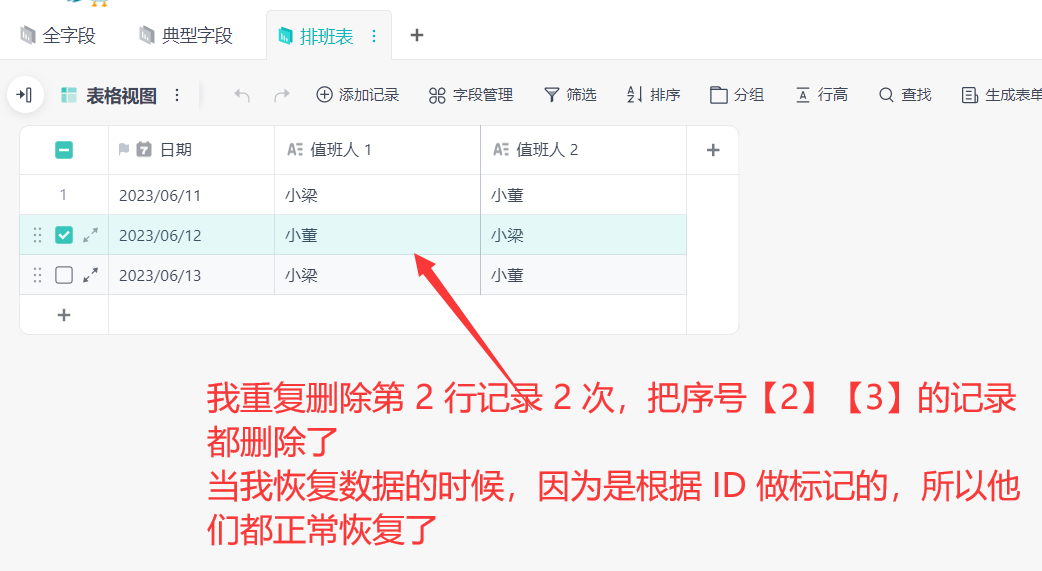 全字段 典型字段 排班表
表格视图 添加记录 字段管理 筛选 排序 分组 行高 查找 生成表单
日期 值班人 1 值班人 2
1 2023/06/11 小梁 小董
2023/06/12 小董 小梁
2023/06/13 小梁 小董
我重复删除第 2 行记录 2 次，把序号【2】【3】的记录
都删除了
当我恢复数据的时候，因为是根据 ID 做标记的，所以他
们都正常恢复了